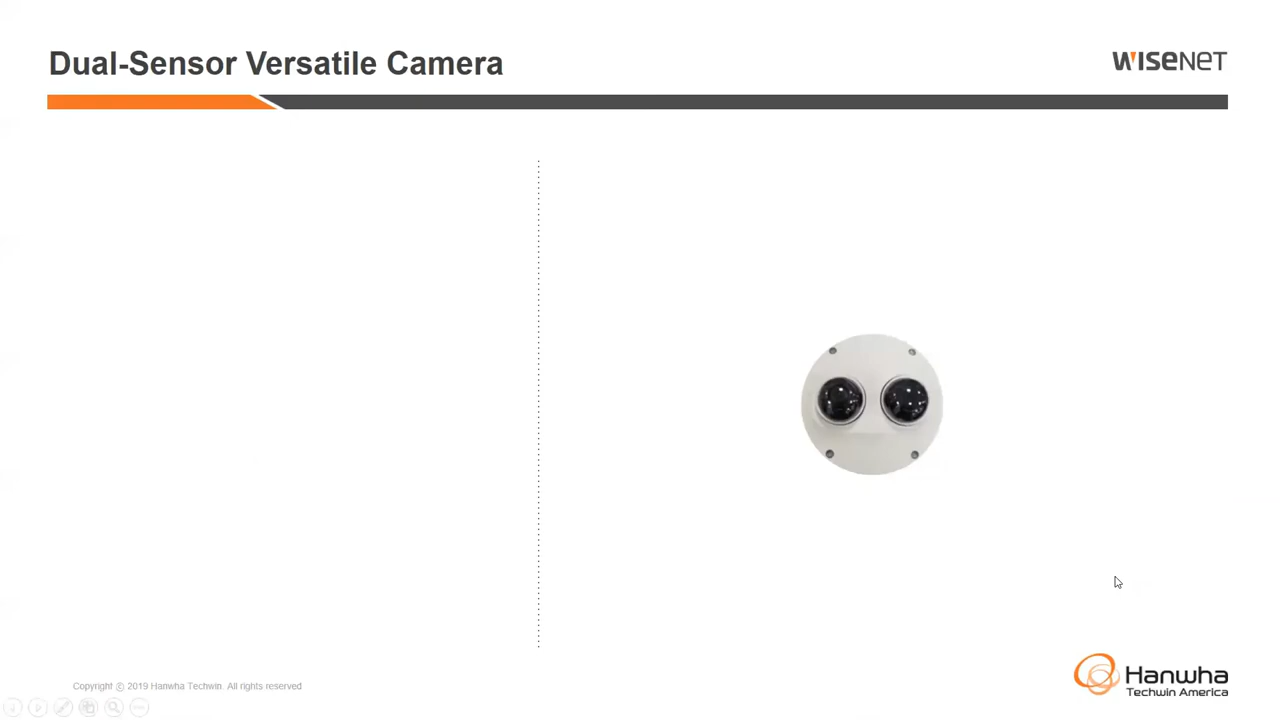 Dual-Sensor Versatile Camera
WISENET
Copyright © 2019 Hanwha Techwin. All rights reserved
Hanwha
Techwin America